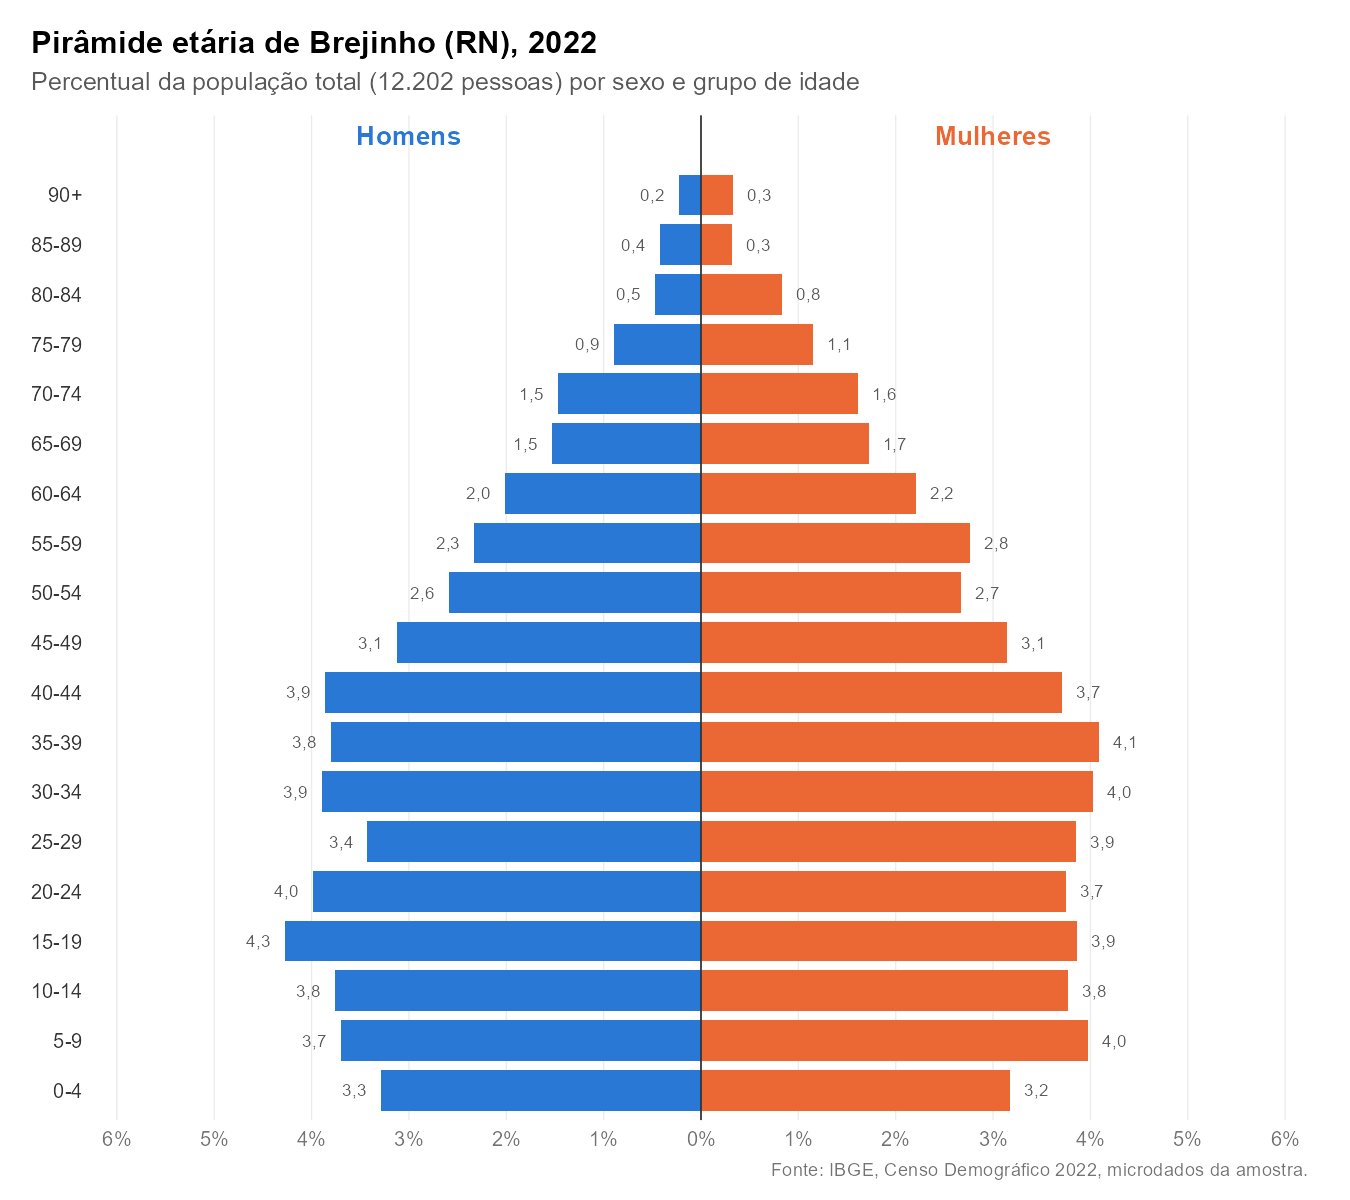 Pirâmide etária de Brejinho (RN), 2022
Percentual da população total (12.202 pessoas) por sexo e grupo de idade
Homens Mulheres
90+ 0,2 0,3
85-89 0,4 0,3
80-84 0,5 0,8
75-79 0,9 1,1
70-74 1,5 1,6
65-69 1,5 1,7
60-64 2,0 2,2
55-59 2,3 2,8
50-54 2,6 2,7
45-49 3,1 3,1
40-44 3,9 3,7
35-39 3,8 4,1
30-34 3,9 4,0
25-29 3,4 3,9
20-24 4,0 3,7
15-19 4,3 3,9
10-14 3,8 3,8
5-9 3,7 4,0
0-4 3,3 3,2
6% 5% 4% 3% 2% 1% 0% 1% 2% 3% 4% 5% 6%
Fonte: IBGE, Censo Demográfico 2022, microdados da amostra.